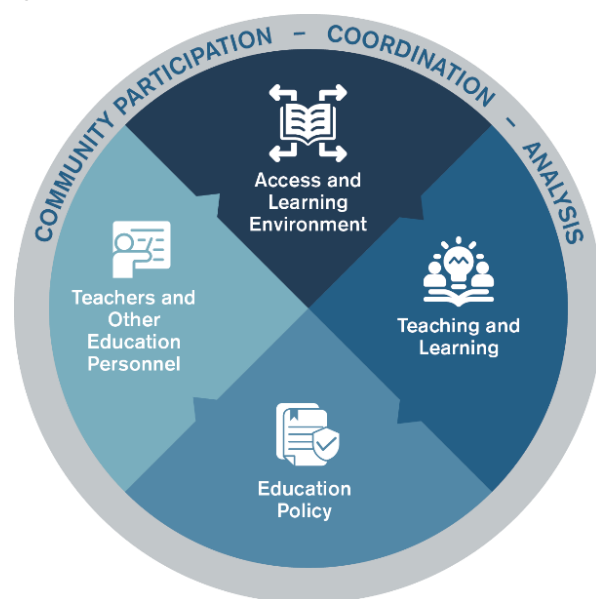 COMMUNITY PARTICIPATION – COORDINATION – ANALYSIS
Access and
Learning
Environment
Teachers and
Other
Education
Personnel
Teaching and
Learning
Education
Policy